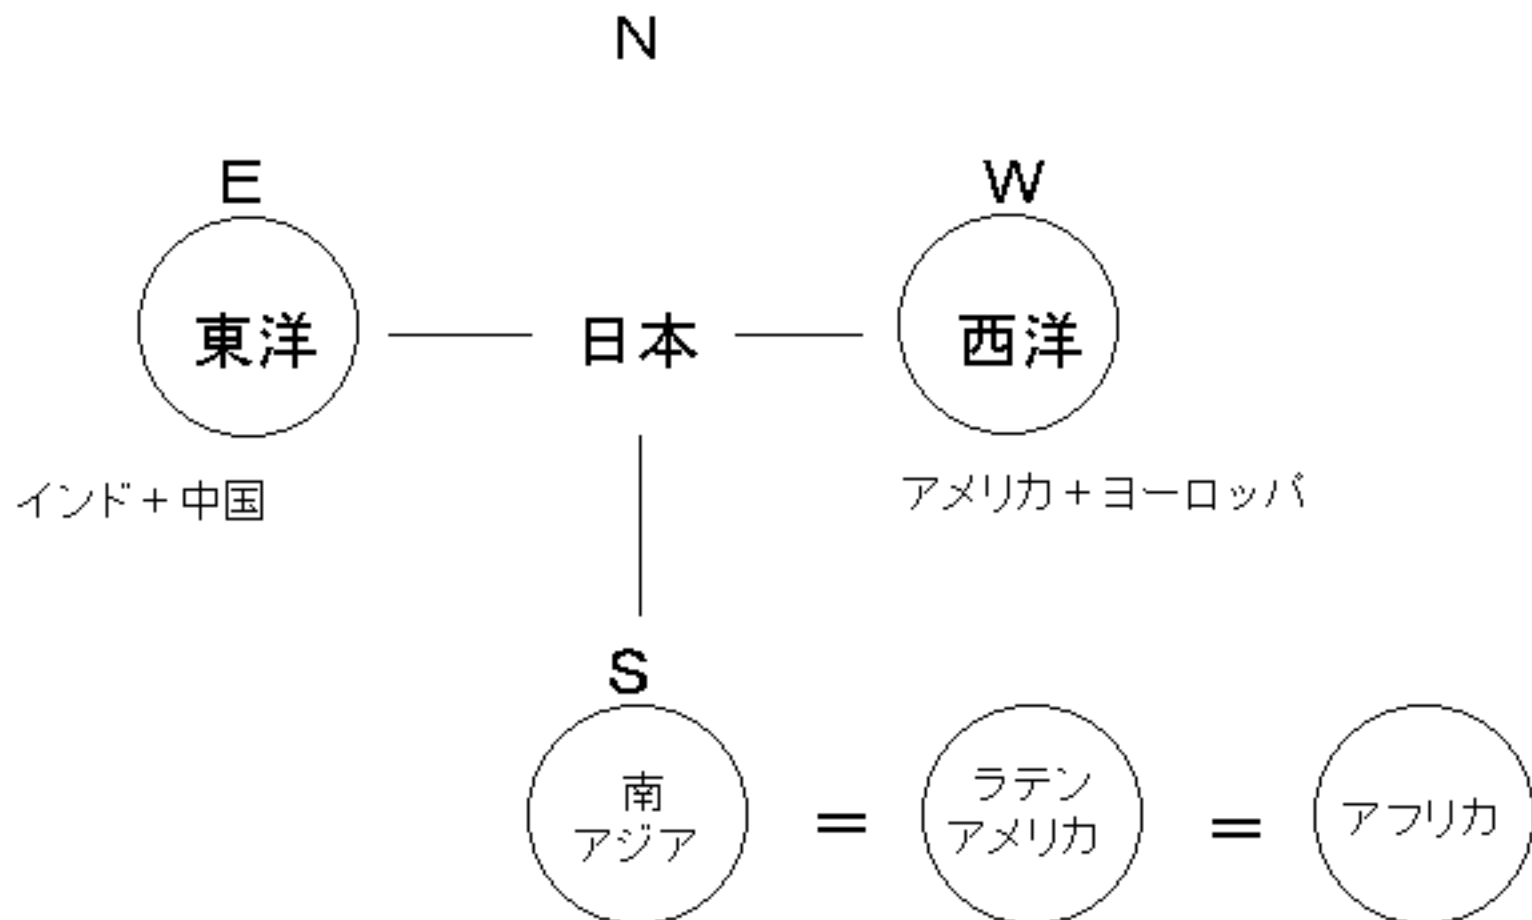 N
E
W
東洋
日本
西洋
インド+中国
アメリカ+ヨーロッパ
S
南
アジア
=
ラテン
アメリカ
=
アフリカ